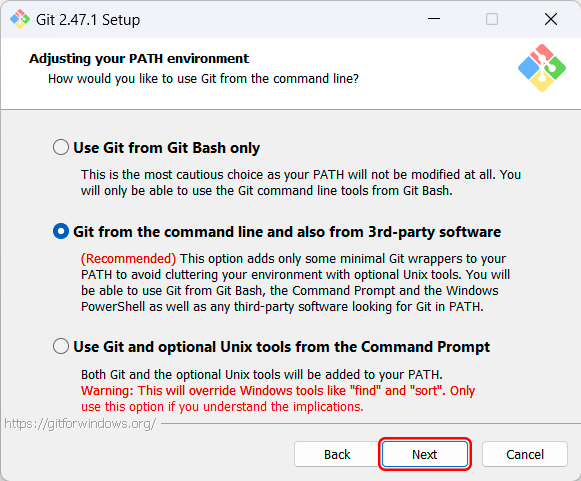 Git 2.47.1 Setup
Adjusting your PATH environment
How would you like to use Git from the command line?
Use Git from Git Bash only
This is the most cautious choice as your PATH will not be modified at all. You
will only be able to use the Git command line tools from Git Bash.
Git from the command line and also from 3rd-party software
(Recommended) This option adds only some minimal Git wrappers to your
PATH to avoid cluttering your environment with optional Unix tools. You will
be able to use Git from Git Bash, the Command Prompt and the Windows
PowerShell as well as any third-party software looking for Git in PATH.
Use Git and optional Unix tools from the Command Prompt
Both Git and the optional Unix tools will be added to your PATH.
Warning: This will override Windows tools like "find" and "sort". Only
use this option if you understand the implications.
https://gitforwindows.org/
Back
Next
Cancel